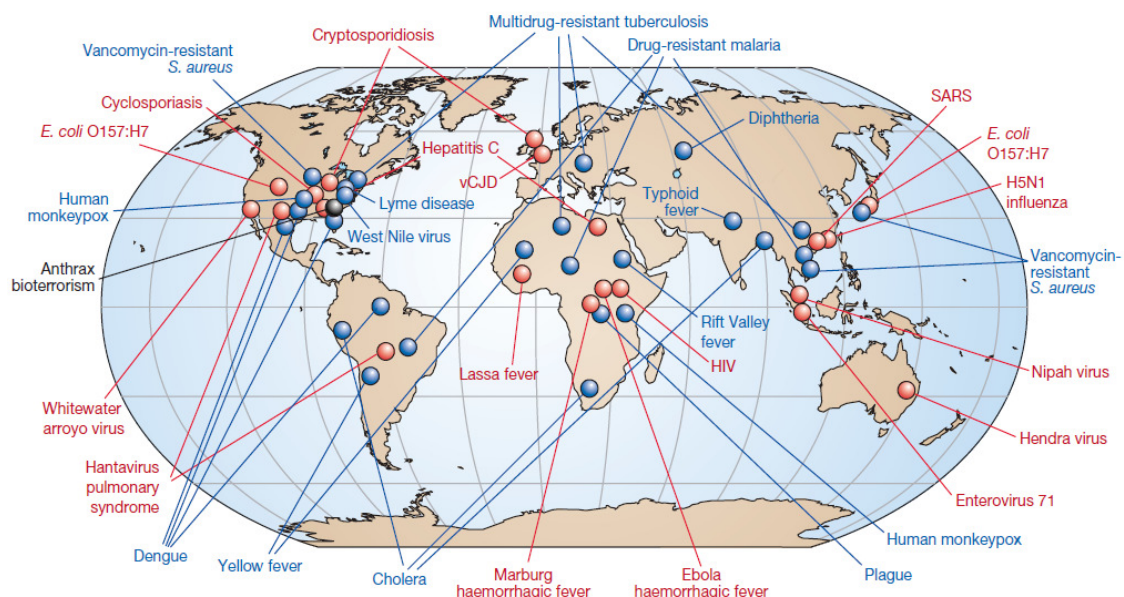 Multidrug-resistant tuberculosis
Cryptosporidiosis
Drug-resistant malaria
Vancomycin-resistant
S. aureus
Cyclosporiasis
E. coli O157:H7
SARS
E. coli
O157:H7
Diphtheria
Hepatitis C
vCJD
H5N1
influenza
Human
monkeypox
Lyme disease
Typhoid
fever
West Nile virus
Anthrax
bioterrorism
Vancomycin-
resistant
S. aureus
Rift Valley
fever
HIV
Lassa fever
Nipah virus
Whitewater
arroyo virus
Hendra virus
Hantavirus
pulmonary
syndrome
Enterovirus 71
Human monkeypox
Dengue
Yellow fever
Cholera
Marburg
haemorrhagic fever
Ebola
haemorrhagic fever
Plague